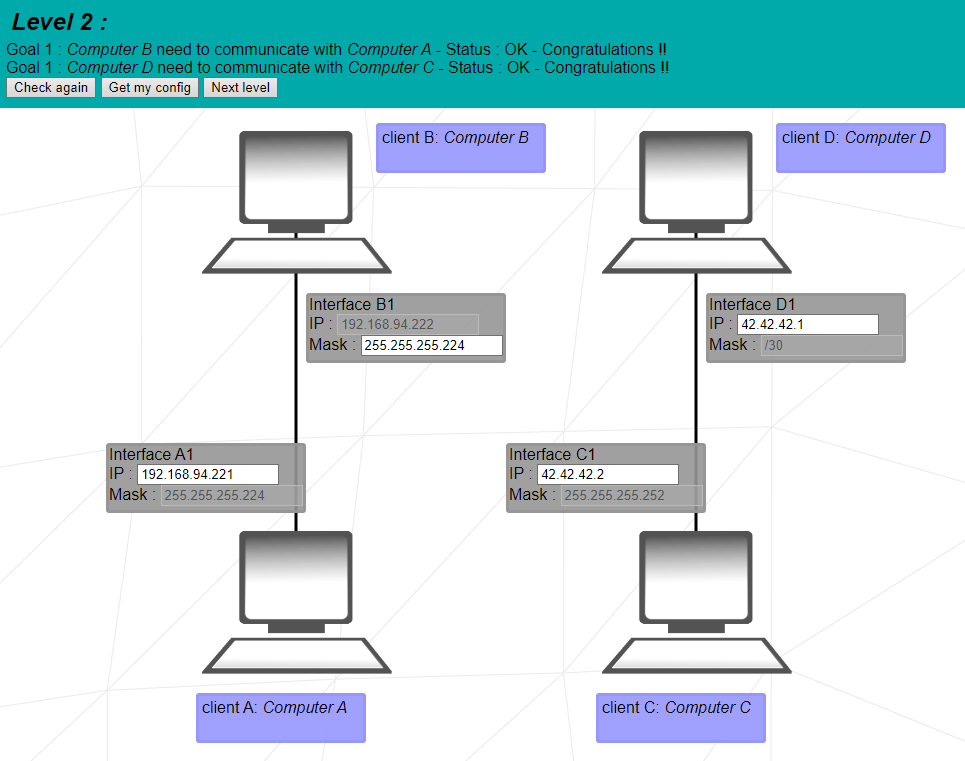 Level 2 :
Goal 1 : Computer B need to communicate with Computer A - Status : OK - Congratulations !!
Goal 1 : Computer D need to communicate with Computer C - Status : OK - Congratulations !!
Check again Get my config Next level
client B: Computer B
client D: Computer D
Interface B1
IP : 192.168.94.222
Mask : 255.255.255.224
Interface D1
IP : 42.42.42.1
Mask : /30
Interface A1
IP : 192.168.94.221
Mask : 255.255.255.224
Interface C1
IP : 42.42.42.2
Mask : 255.255.255.252
client A: Computer A
client C: Computer C